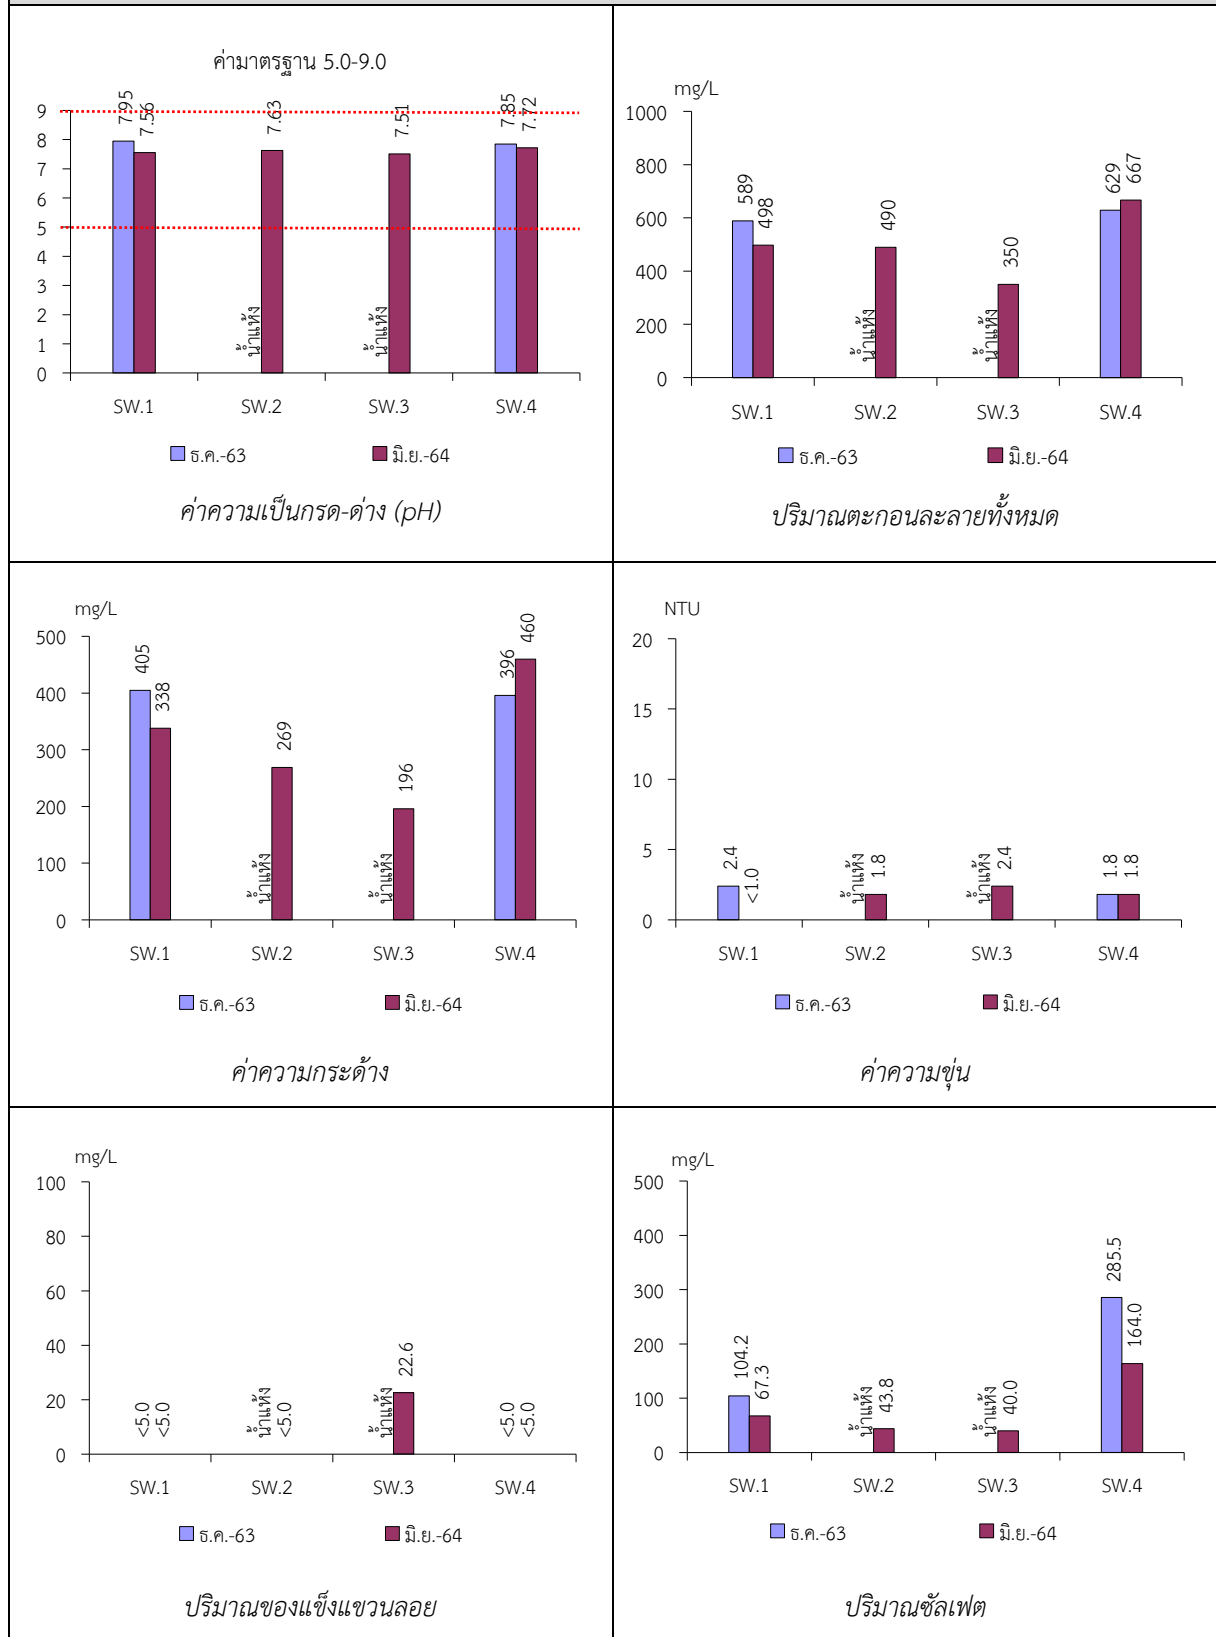 ค่ามาตรฐาน 5.0-9.0
9
8
7
6
5
4
3
2
1
0
7.95
7.56
น้ำแห้ง
7.63
น้ำแห้ง
7.51
7.85
7.72
SW.1 SW.2 SW.3 SW.4
ธ.ค.-63 มิ.ย.-64
ค่าความเป็นกรด-ด่าง (pH)
mg/L
1000
800
600
400
200
0
589
498
น้ำแห้ง
490
น้ำแห้ง
350
629
667
SW.1 SW.2 SW.3 SW.4
ธ.ค.-63 มิ.ย.-64
ปริมาณตะกอนละลายทั้งหมด
mg/L
500
400
300
200
100
0
405
338
น้ำแห้ง
269
น้ำแห้ง
196
396
460
SW.1 SW.2 SW.3 SW.4
ธ.ค.-63 มิ.ย.-64
ค่าความกระด้าง
NTU
20
15
10
5
0
2.4
<1.0
น้ำแห้ง
1.8
น้ำแห้ง
2.4
1.8
1.8
SW.1 SW.2 SW.3 SW.4
ธ.ค.-63 มิ.ย.-64
ค่าความขุ่น
mg/L
100
80
60
40
20
0
<5.0
<5.0
น้ำแห้ง
<5.0
น้ำแห้ง
22.6
<5.0
<5.0
SW.1 SW.2 SW.3 SW.4
ธ.ค.-63 มิ.ย.-64
ปริมาณของแข็งแขวนลอย
mg/L
500
400
300
200
100
0
104.2
67.3
น้ำแห้ง
43.8
น้ำแห้ง
40.0
285.5
164.0
SW.1 SW.2 SW.3 SW.4
ธ.ค.-63 มิ.ย.-64
ปริมาณซัลเฟต